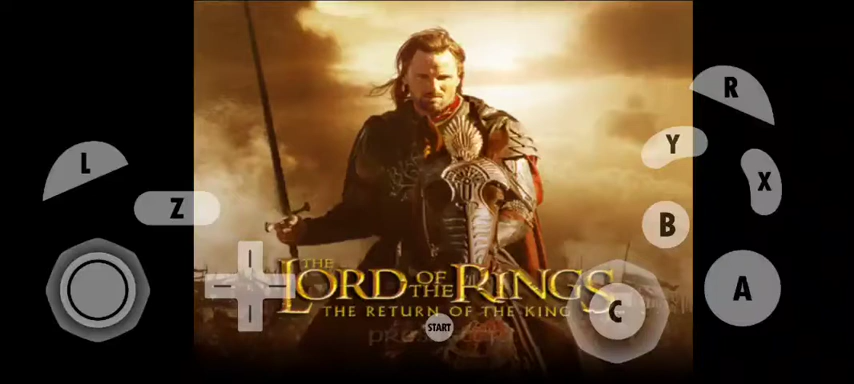 R
Y
L
X
Z
B
THE
LORD OF THE RINGS
A
C
THE RETURN OF THE KING
START